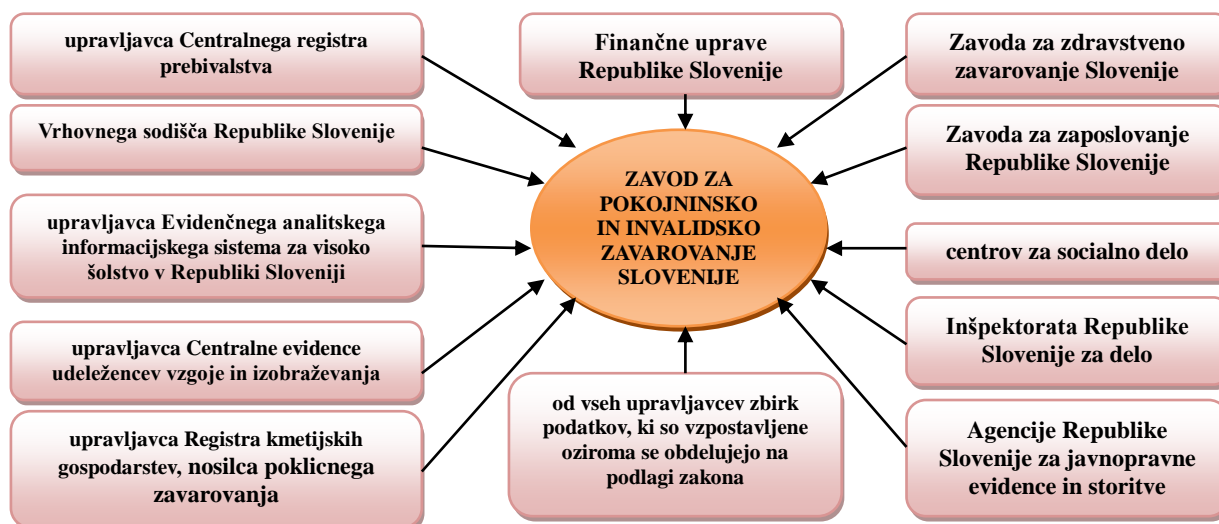 upravljavca Centralnega registra
prebivalstva
Finančne uprave
Republike Slovenije
Zavoda za zdravstveno
zavarovanje Slovenije
Vrhovnega sodišča Republike Slovenije
Zavoda za zaposlovanje
Republike Slovenije
ZAVOD ZA
POKOJNINSKO
IN INVALIDSKO
ZAVAROVANJE
SLOVENIJE
upravljavca Evidenčnega analitskega
informacijskega sistema za visoko
šolstvo v Republiki Sloveniji
centrov za socialno delo
upravljavca Centralne evidence
udeležencev vzgoje in izobraževanja
Inšpektorata Republike
Slovenije za delo
upravljavca Registra kmetijskih
gospodarstev, nosilca poklicnega
zavarovanja
od vseh upravljavcev zbirk
podatkov, ki so vzpostavljene
oziroma se obdelujejo na
podlagi zakona
Agencije Republike
Slovenije za javnopravne
evidence in storitve